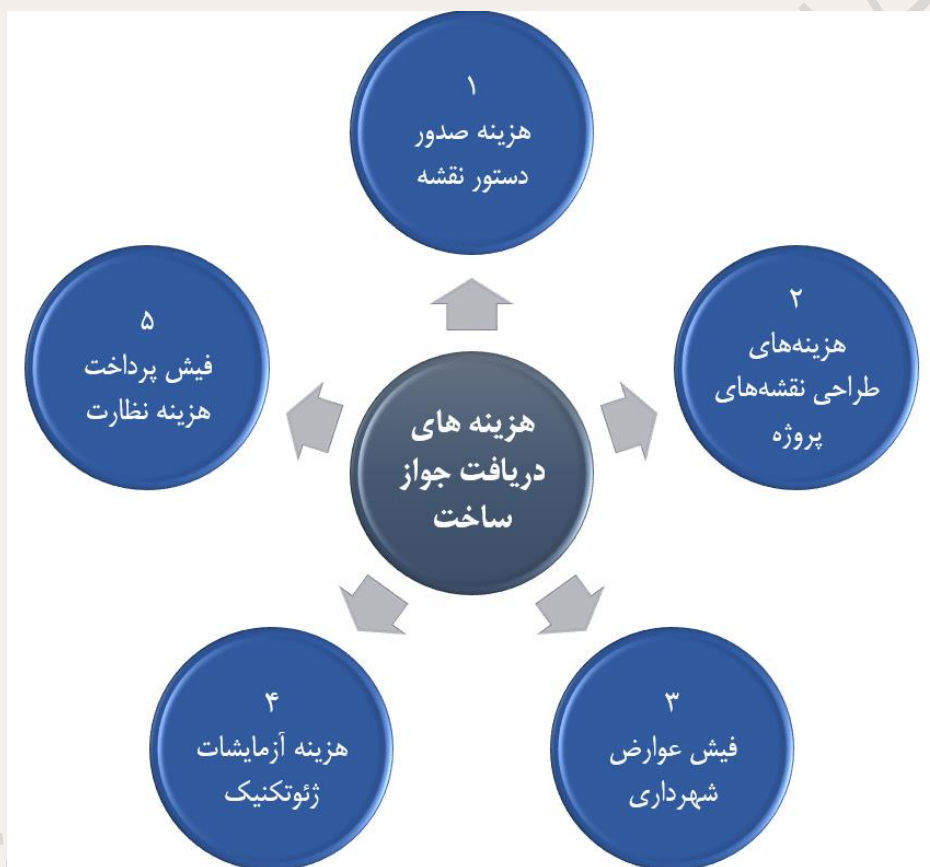 ۱
هزینه صدور
دستور نقشه
۲
هزینه‌های
طراحی نقشه‌های
پروژه
۳
فیش عوارض
شهرداری
۴
هزینه آزمایشات
ژئوتکنیک
۵
فیش پرداخت
هزینه نظارت
هزینه های
دریافت جواز
ساخت